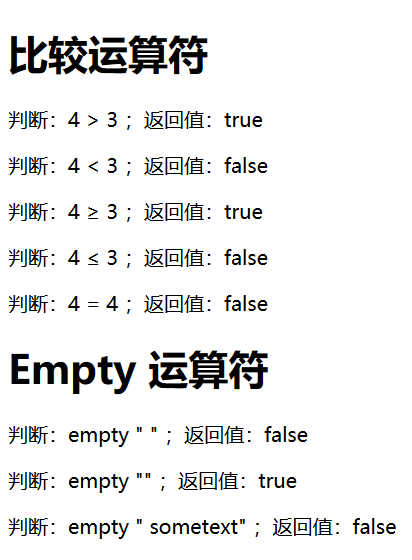 比较运算符
判断：4 > 3 ；返回值：true
判断：4 < 3 ；返回值：false
判断：4 ≥ 3 ；返回值：true
判断：4 ≤ 3 ；返回值：false
判断：4 = 4 ；返回值：false
Empty 运算符
判断：empty " " ；返回值：false
判断：empty "" ；返回值：true
判断：empty " sometext" ；返回值：false